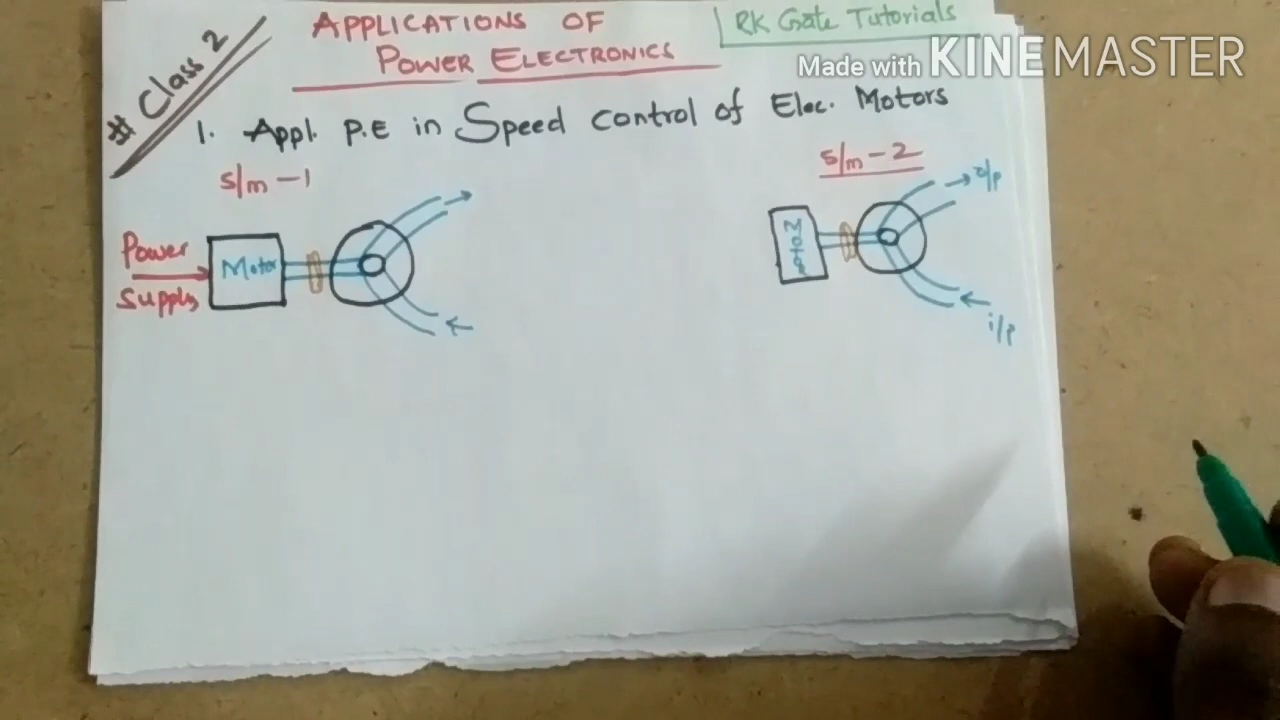 # Class 2
APPLICATIONS OF
POWER ELECTRONICS
RK Gate Tutorials
Made with KINEMASTER
1. Appl. P.E in Speed control of Elec. Motors
s/m-1
s/m-2
Power
Supply
Motor
Motor
o/p
i/p